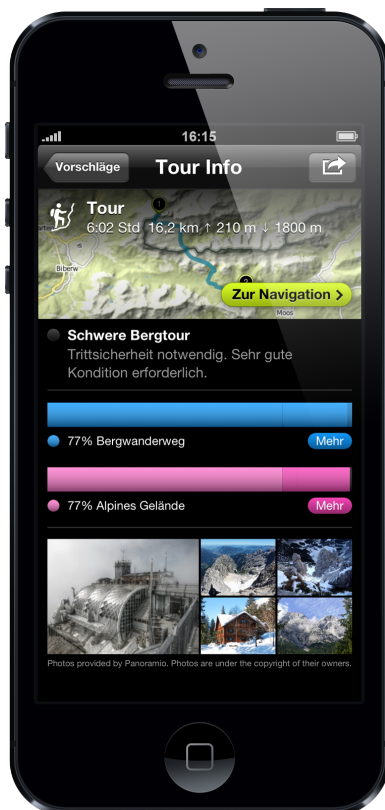 16:15
Vorschläge
Tour Info
Tour
6:02 Std 16,2 km ↑ 210 m ↓ 1800 m
1
Biberw
2
Zur Navigation >
Moos
Schwere Bergtour
Trittsicherheit notwendig. Sehr gute
Kondition erforderlich.
77% Bergwanderweg
Mehr
77% Alpines Gelände
Mehr
Photos provided by Panoramio. Photos are under the copyright of their owners.